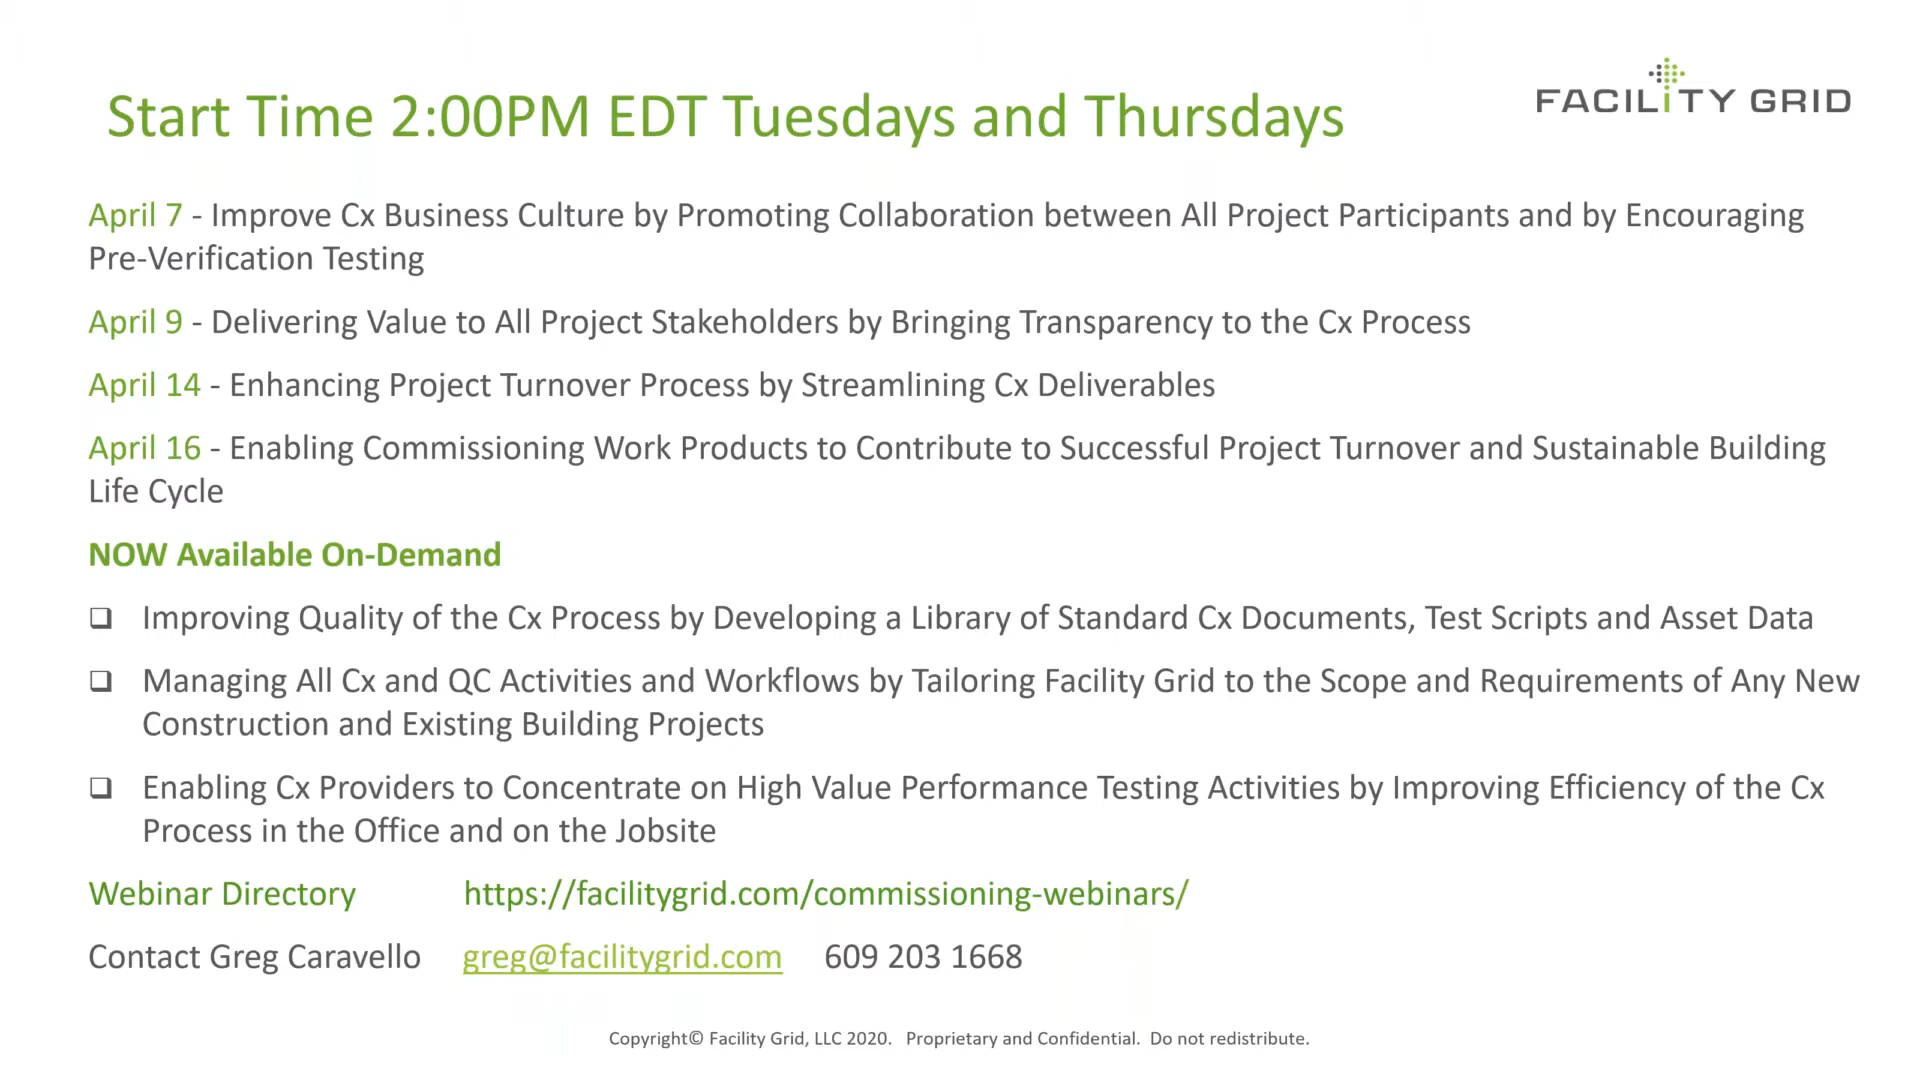 FACILiTY GRID
Start Time 2:00PM EDT Tuesdays and Thursdays
April 7 - Improve Cx Business Culture by Promoting Collaboration between All Project Participants and by Encouraging
Pre-Verification Testing
April 9 - Delivering Value to All Project Stakeholders by Bringing Transparency to the Cx Process
April 14 - Enhancing Project Turnover Process by Streamlining Cx Deliverables
April 16 - Enabling Commissioning Work Products to Contribute to Successful Project Turnover and Sustainable Building
Life Cycle
NOW Available On-Demand
❑ Improving Quality of the Cx Process by Developing a Library of Standard Cx Documents, Test Scripts and Asset Data
❑ Managing All Cx and QC Activities and Workflows by Tailoring Facility Grid to the Scope and Requirements of Any New
Construction and Existing Building Projects
❑ Enabling Cx Providers to Concentrate on High Value Performance Testing Activities by Improving Efficiency of the Cx
Process in the Office and on the Jobsite
Webinar Directory https://facilitygrid.com/commissioning-webinars/
Contact Greg Caravello greg@facilitygrid.com 609 203 1668
Copyright© Facility Grid, LLC 2020. Proprietary and Confidential. Do not redistribute.